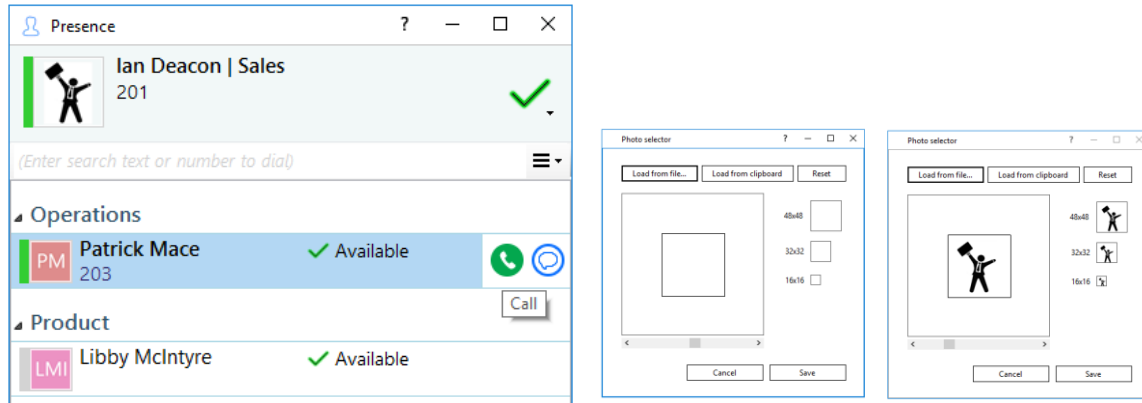 Presence
?
Ian Deacon | Sales
201
(Enter search text or number to dial)
Operations
PM
Patrick Mace
203
Available
Call
Product
LMI
Libby McIntyre
Available
Photo selector
?
Load from file...
Load from clipboard
Reset
48x48
32x32
16x16
Cancel
Save
Photo selector
?
Load from file...
Load from clipboard
Reset
48x48
32x32
16x16
Cancel
Save